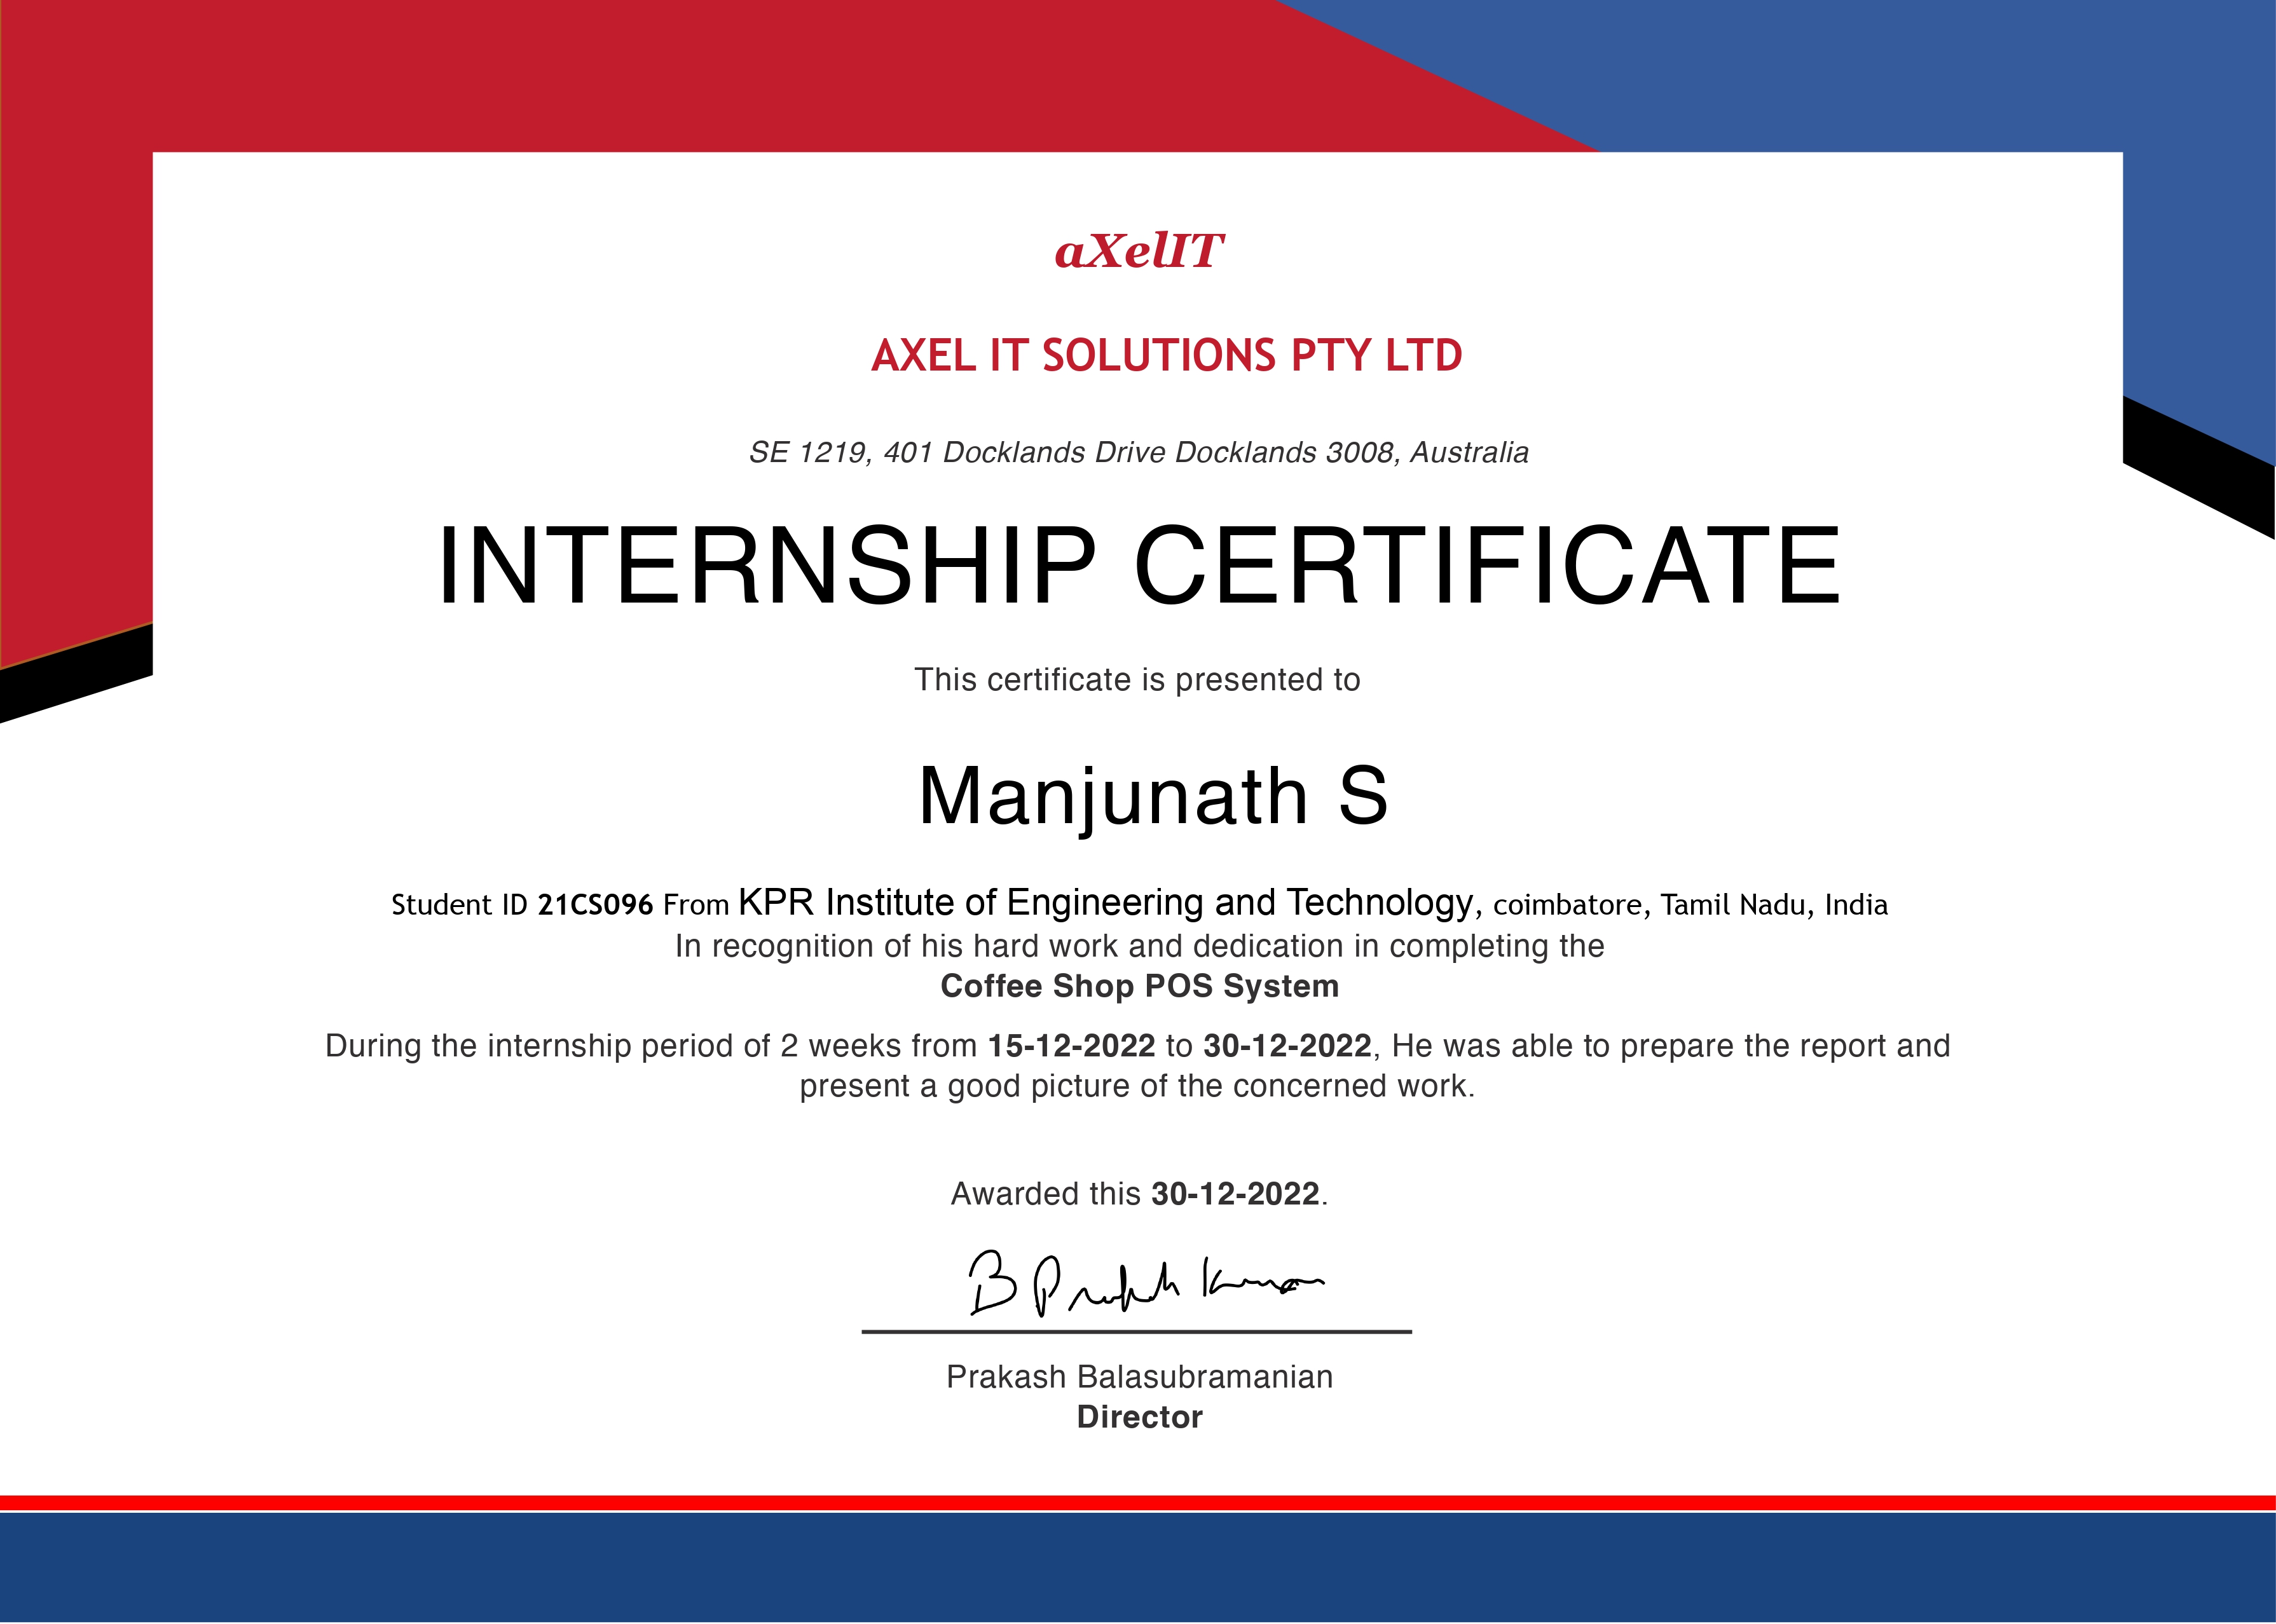 aXelIT
AXEL IT SOLUTIONS PTY LTD
SE 1219, 401 Docklands Drive Docklands 3008, Australia
INTERNSHIP CERTIFICATE
This certificate is presented to
Manjunath S
Student ID 21CS096 From KPR Institute of Engineering and Technology, coimbatore, Tamil Nadu, India
In recognition of his hard work and dedication in completing the
Coffee Shop POS System
During the internship period of 2 weeks from 15-12-2022 to 30-12-2022, He was able to prepare the report and
present a good picture of the concerned work.
Awarded this 30-12-2022.
B
Prakash Balasubramanian
Director